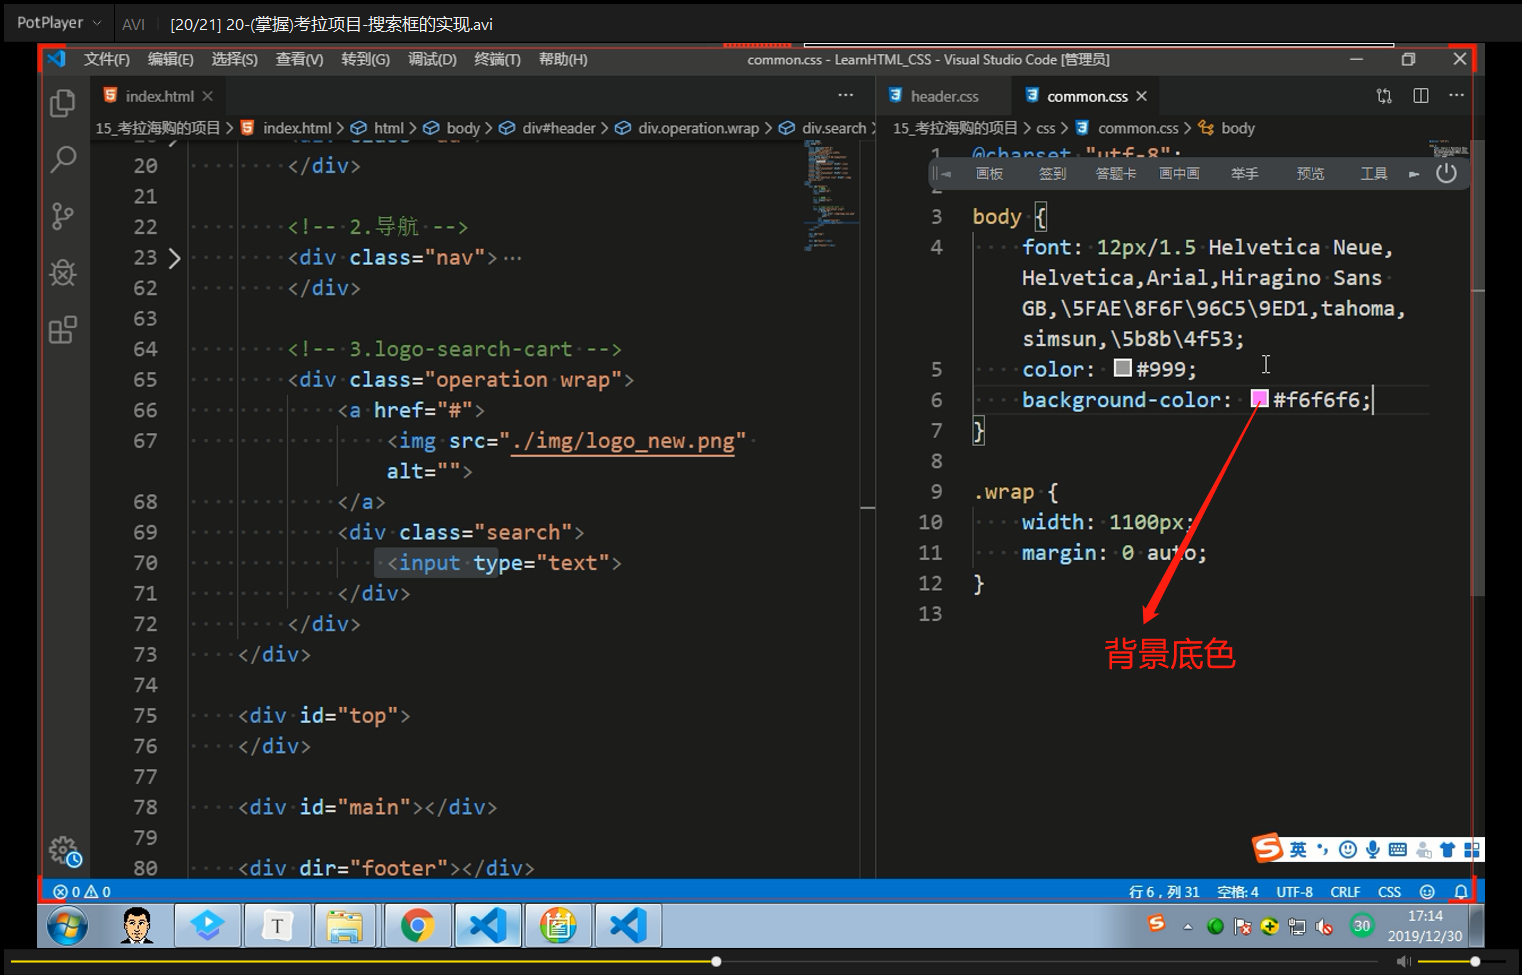 PotPlayer AVI [20/21] 20-(掌握)考拉项目-搜索框的实现.avi
文件(F) 编辑(E) 选择(S) 查看(V) 转到(G) 调试(D) 终端(T) 帮助(H) common.css - LearnHTML_CSS - Visual Studio Code [管理员]
index.html
15_考拉海购的项目 > index.html > html > body > div#header > div.operation.wrap > div.search >
20 </div>
21
22 <!-- 2.导航 -->
23 <div class="nav">···
62 </div>
63
64 <!-- 3.logo-search-cart -->
65 <div class="operation wrap">
66 <a href="#">
67 <img src="./img/logo_new.png"
alt="">
68 </a>
69 <div class="search">
70 <input type="text">
71 </div>
72 </div>
73 </div>
74
75 <div id="top">
76 </div>
77
78 <div id="main"></div>
79
80 <div dir="footer"></div>
header.css common.css
15_考拉海购的项目 > css > common.css > body
1 @charset "utf-8";
画板 签到 答题卡 画中画 举手 预览 工具
3 body {
4 font: 12px/1.5 Helvetica Neue,
Helvetica,Arial,Hiragino Sans
GB,\5FAE\8F6F\96C5\9ED1,tahoma,
simsun,\5b8b\4f53;
5 color: #999;
6 background-color: #f6f6f6;
7 }
8
9 .wrap {
10 width: 1100px;
11 margin: 0 auto;
12 }
13
背景底色
英
0 0 行 6，列 31 空格: 4 UTF-8 CRLF CSS
T 30 17:14
2019/12/30